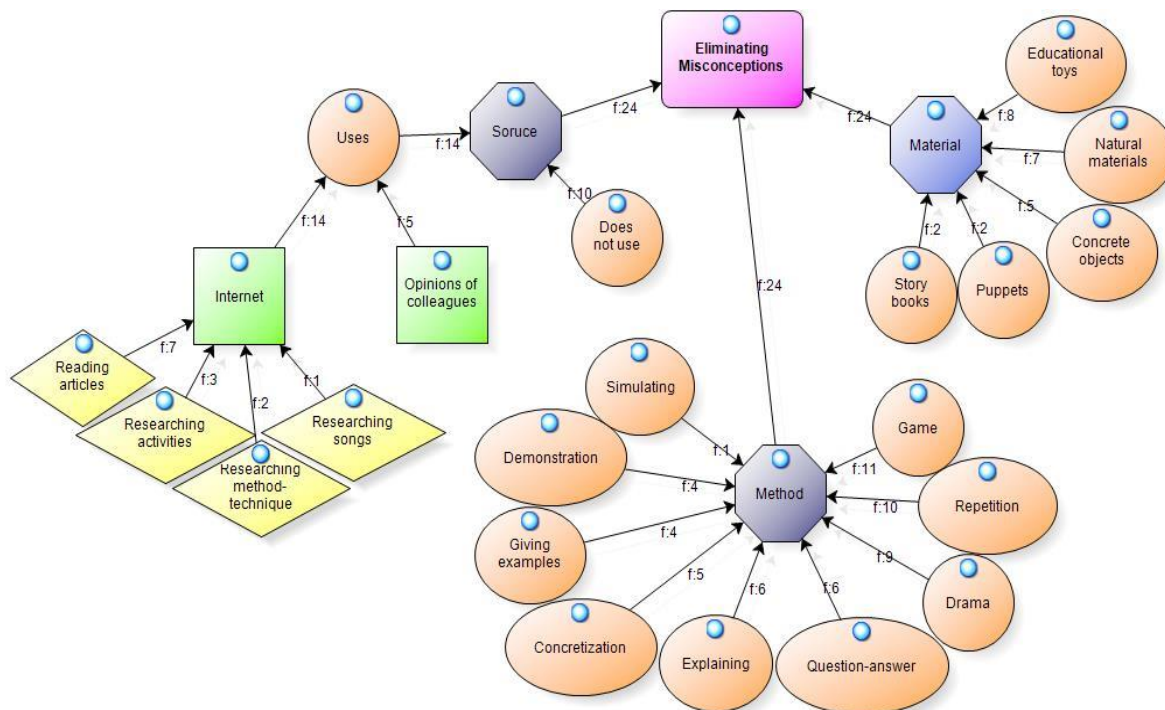 Eliminating
Misconceptions
Educational
toys
Uses
f:14
Soruce
f:24
f:24
Material
f:8
f:7
Natural
materials
f:10
Does
not use
f:5
Concrete
objects
f:2
f:2
Story
books
Puppets
f:14
f:5
Internet
Opinions of
colleagues
f:24
Reading
articles
f:7
f:3
f:2
f:1
Researching
activities
Researching
method-
technique
Researching
songs
Simulating
f:1
Demonstration
f:4
Method
Game
f:11
f:10
Repetition
Giving
examples
f:4
f:5
f:6
f:6
f:9
Drama
Concretization
Explaining
Question-answer